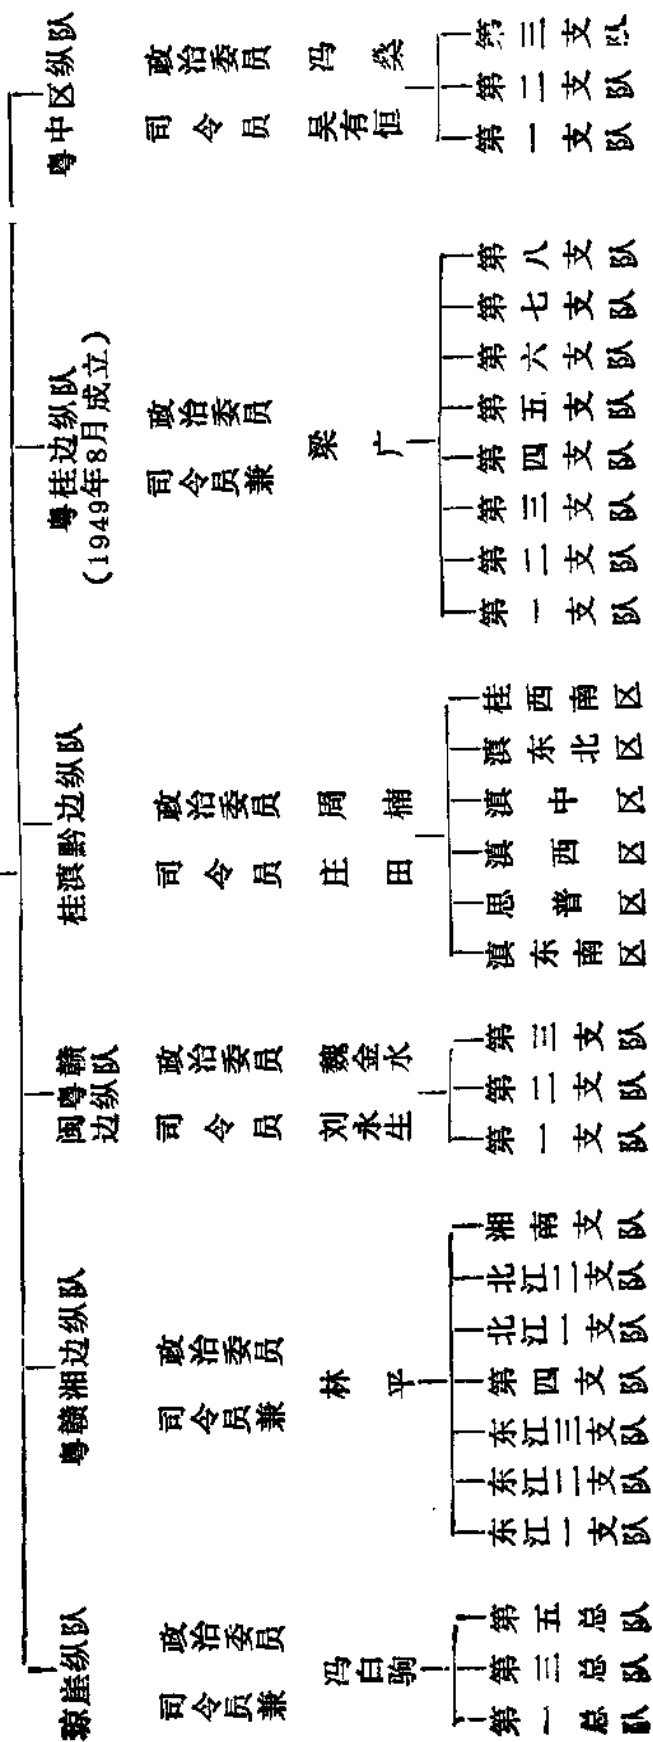 琼崖纵队
司令员兼
政治委员
冯白驹
第一总队
第三总队
第五总队
粤赣湘边纵队
司令员兼
政治委员
林平
东江一支队
东江二支队
东江三支队
第四支队
北江一支队
北江二支队
湘南支队
闽粤赣
边纵队
司令员 刘永生
政治委员 魏金水
第一支队
第二支队
第三支队
桂滇黔边纵队
司令员 庄田
政治委员 周楠
滇东南区
思普区
滇西区
滇中区
滇东北区
桂西南区
粤桂边纵队
(1949年8月成立)
司令员兼
政治委员
梁广
第一支队
第二支队
第三支队
第四支队
第五支队
第六支队
第七支队
第八支队
粤中区纵队
司令员 吴有恒
政治委员 冯燊
第一支队
第二支队
第三支队